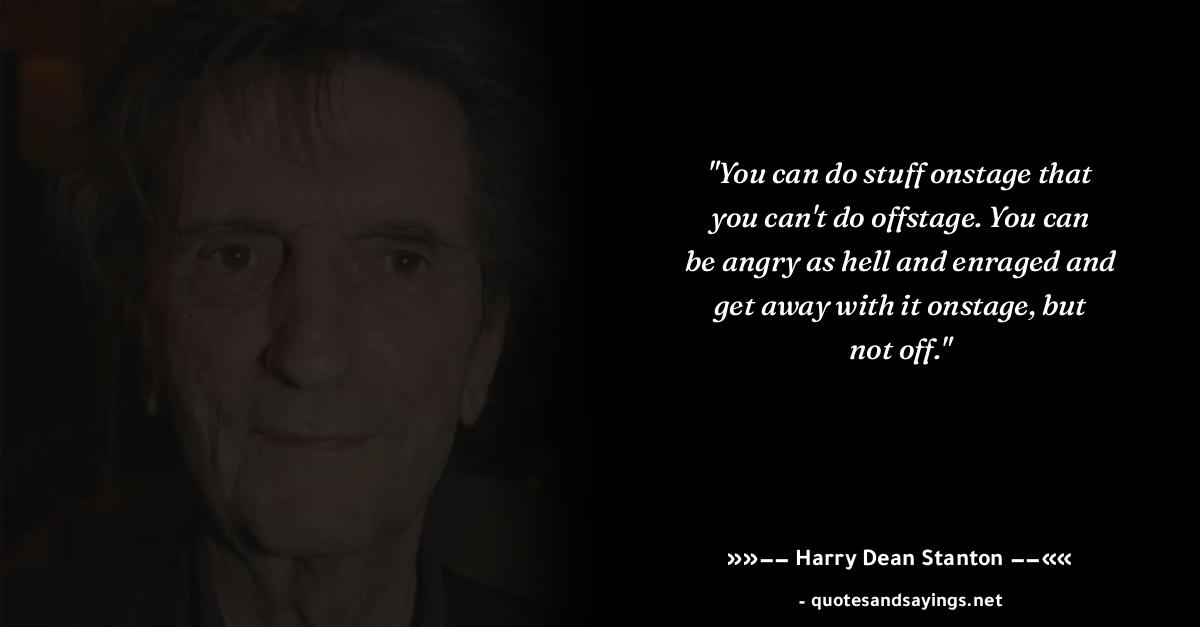 "You can do stuff onstage that
you can't do offstage. You can
be angry as hell and enraged and
get away with it onstage, but
not off."
»»−− Harry Dean Stanton −−««
- quotesandsayings.net